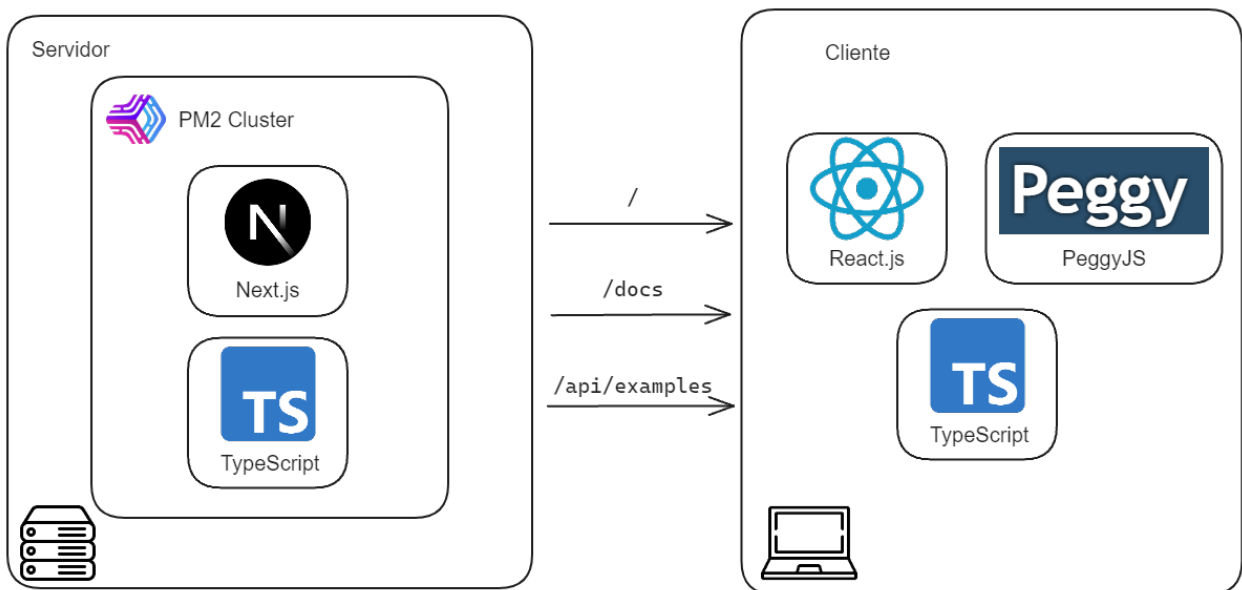 Servidor
PM2 Cluster
N
Next.js
TS
TypeScript
/
/docs
/api/examples
Cliente
React.js
Peggy
PeggyJS
TS
TypeScript